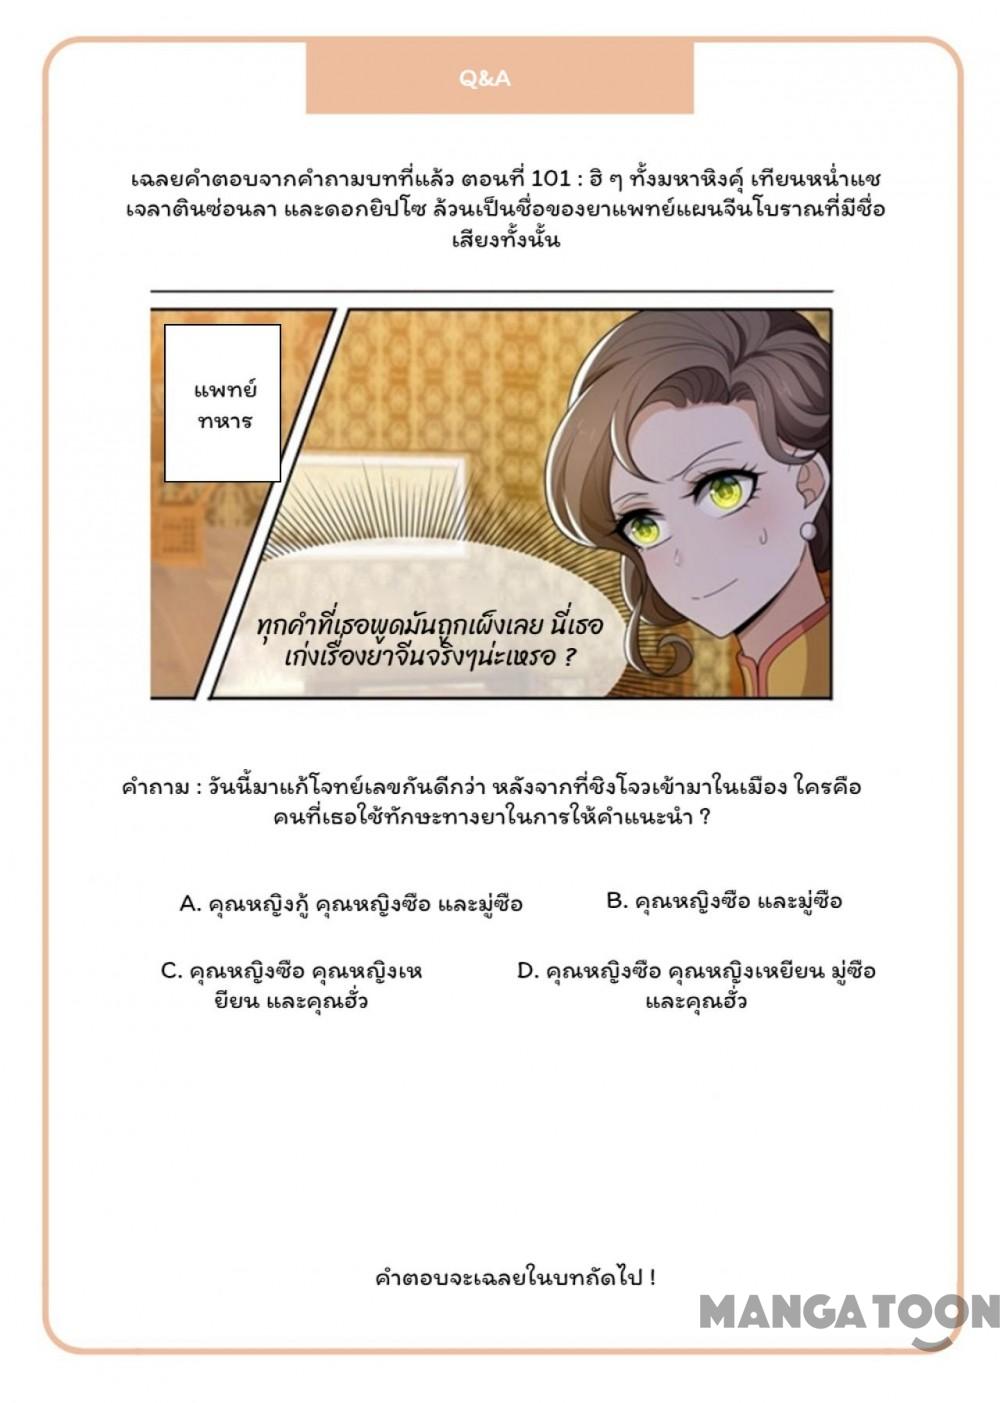 Q&A
เฉลยคำตอบจากคำถามบทที่แล้ว ตอนที่ 101 : ฮิ ๆ ทั้งมหาหิงคุ์ เทียนหน่ำแช
เจลาตินซ่อนลา และดอกยิปโซ ล้วนเป็นชื่อของยาแพทย์แผนจีนโบราณที่มีชื่อ
เสียงทั้งนั้น
แพทย์
ทหาร
ทุกคำที่เธอพูดมันถูกเผ็งเลย นี่เธอ
เก่งเรื่องยาจีนจริงๆน่ะเหรอ ?
คำถาม : วันนี้มาแก้โจทย์เลขกันดีกว่า หลังจากที่ชิงโจวเข้ามาในเมือง ใครคือ
คนที่เธอใช้ทักษะทางยาในการให้คำแนะนำ ?
A. คุณหญิงกู้ คุณหญิงซือ และมู่ซือ
B. คุณหญิงซือ และมู่ซือ
C. คุณหญิงซือ คุณหญิงเห
ยียน และคุณฮั่ว
D. คุณหญิงซือ คุณหญิงเหยียน มู่ซือ
และคุณฮั่ว
คำตอบจะเฉลยในบทถัดไป !
MANGATOON